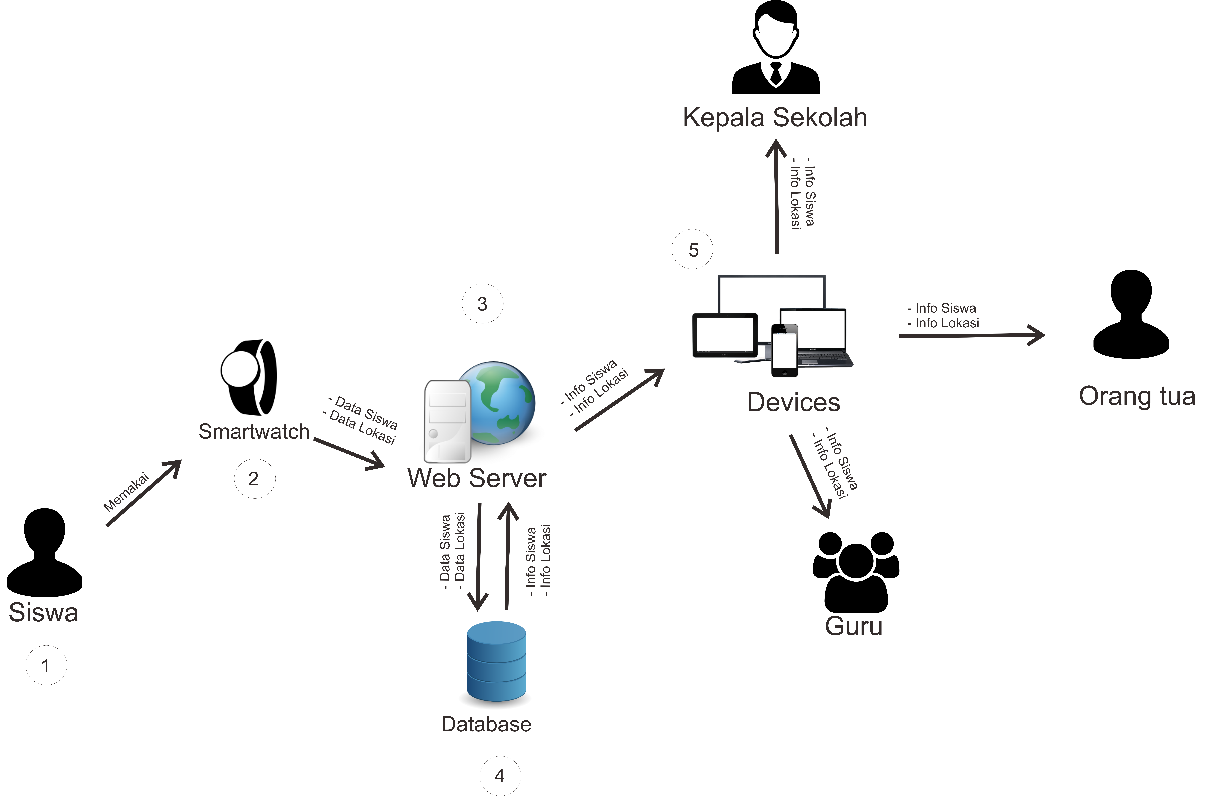 1
Siswa
Memakai
2
Smartwatch
- Data Siswa
- Data Lokasi
3
Web Server
- Data Siswa
- Data Lokasi
- Info Siswa
- Info Lokasi
Database
4
- Info Siswa
- Info Lokasi
5
Devices
- Info Siswa
- Info Lokasi
Kepala Sekolah
- Info Siswa
- Info Lokasi
Orang tua
- Info Siswa
- Info Lokasi
Guru